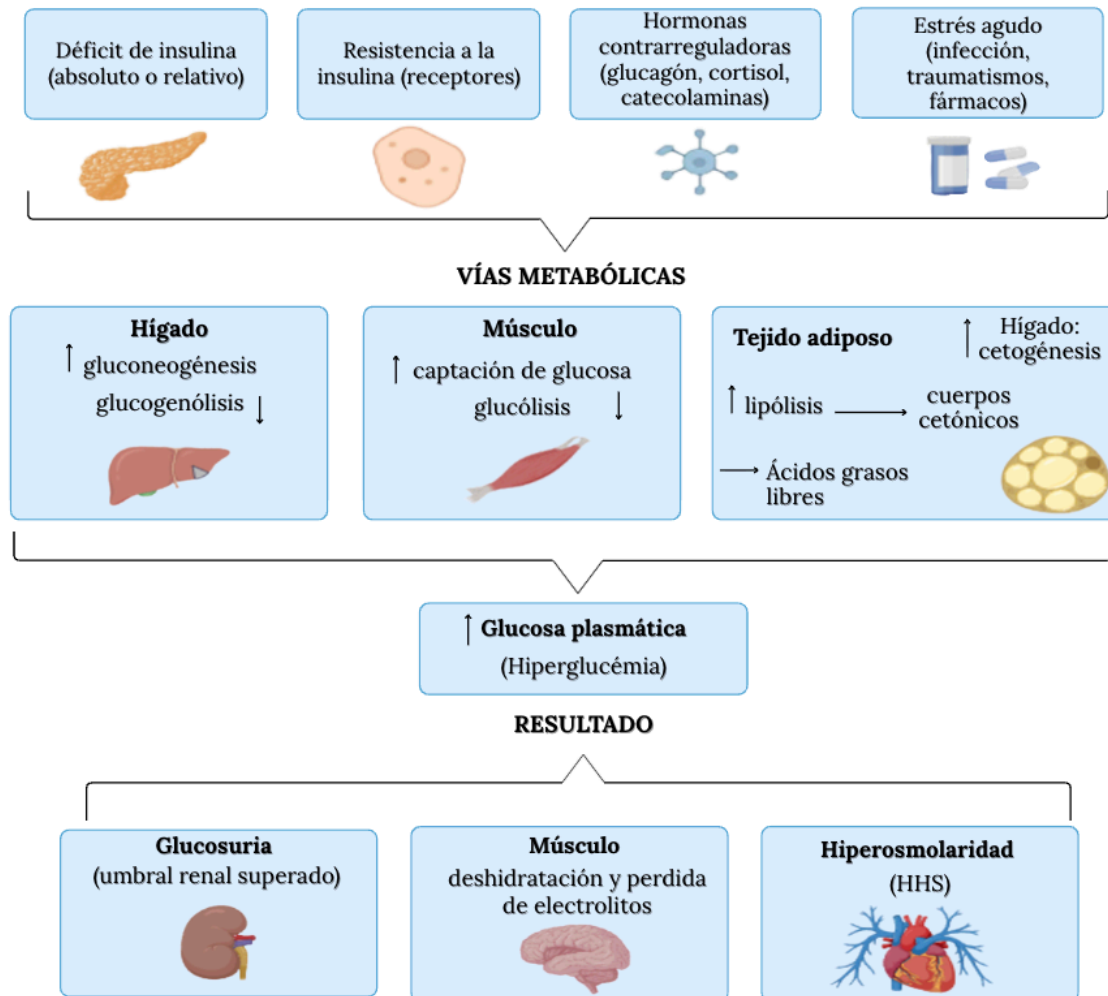 Déficit de insulina
(absoluto o relativo)
Resistencia a la
insulina (receptores)
Hormonas
contrarreguladoras
(glucagón, cortisol,
catecolaminas)
Estrés agudo
(infección,
traumatismos,
fármacos)
VÍAS METABÓLICAS
Hígado
↑ gluconeogénesis
glucogenólisis ↓
Músculo
↑ captación de glucosa
glucólisis ↓
Tejido adiposo
↑ Hígado:
cetogénesis
↑ lipólisis → cuerpos
cetónicos
→ Ácidos grasos
libres
↑ Glucosa plasmática
(Hiperglucémia)
RESULTADO
Glucosuria
(umbral renal superado)
Músculo
deshidratación y perdida
de electrolitos
Hiperosmolaridad
(HHS)